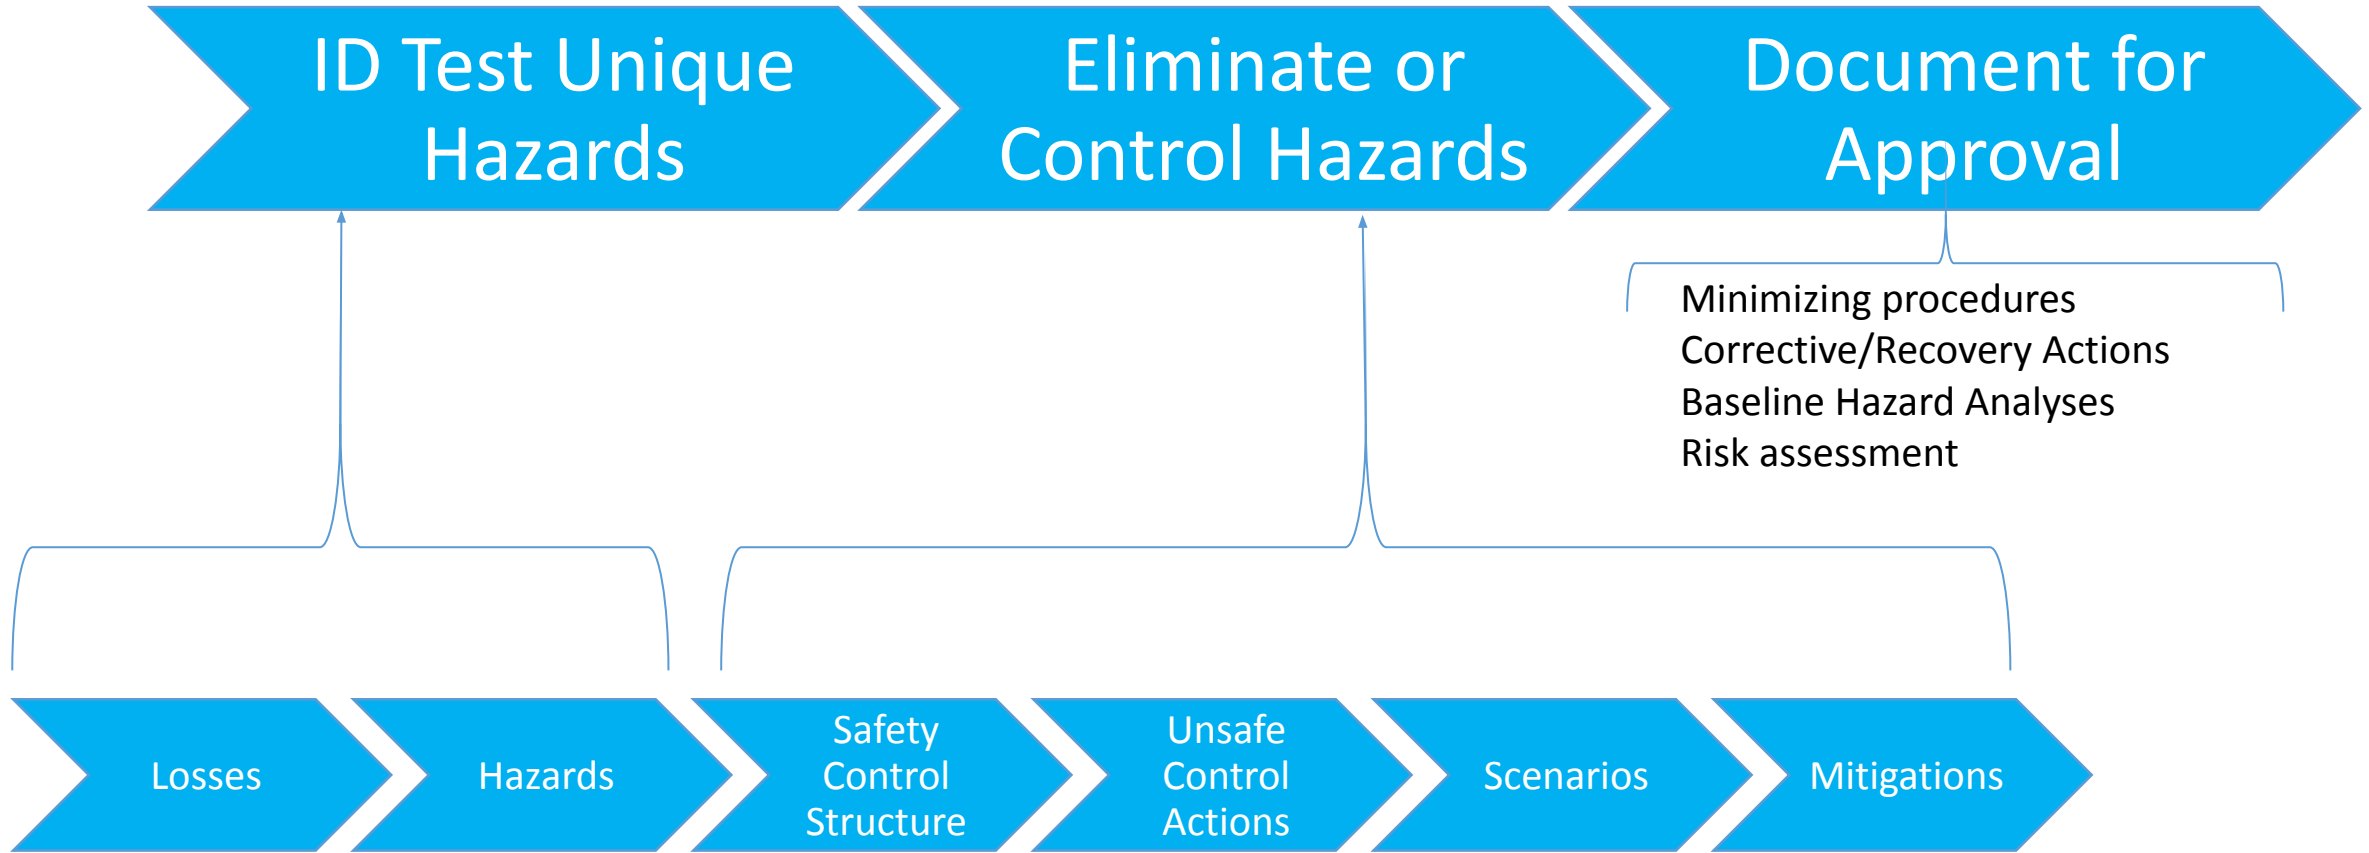 ID Test Unique
Hazards
Eliminate or
Control Hazards
Document for
Approval
Minimizing procedures
Corrective/Recovery Actions
Baseline Hazard Analyses
Risk assessment
Losses
Hazards
Safety
Control
Structure
Unsafe
Control
Actions
Scenarios
Mitigations